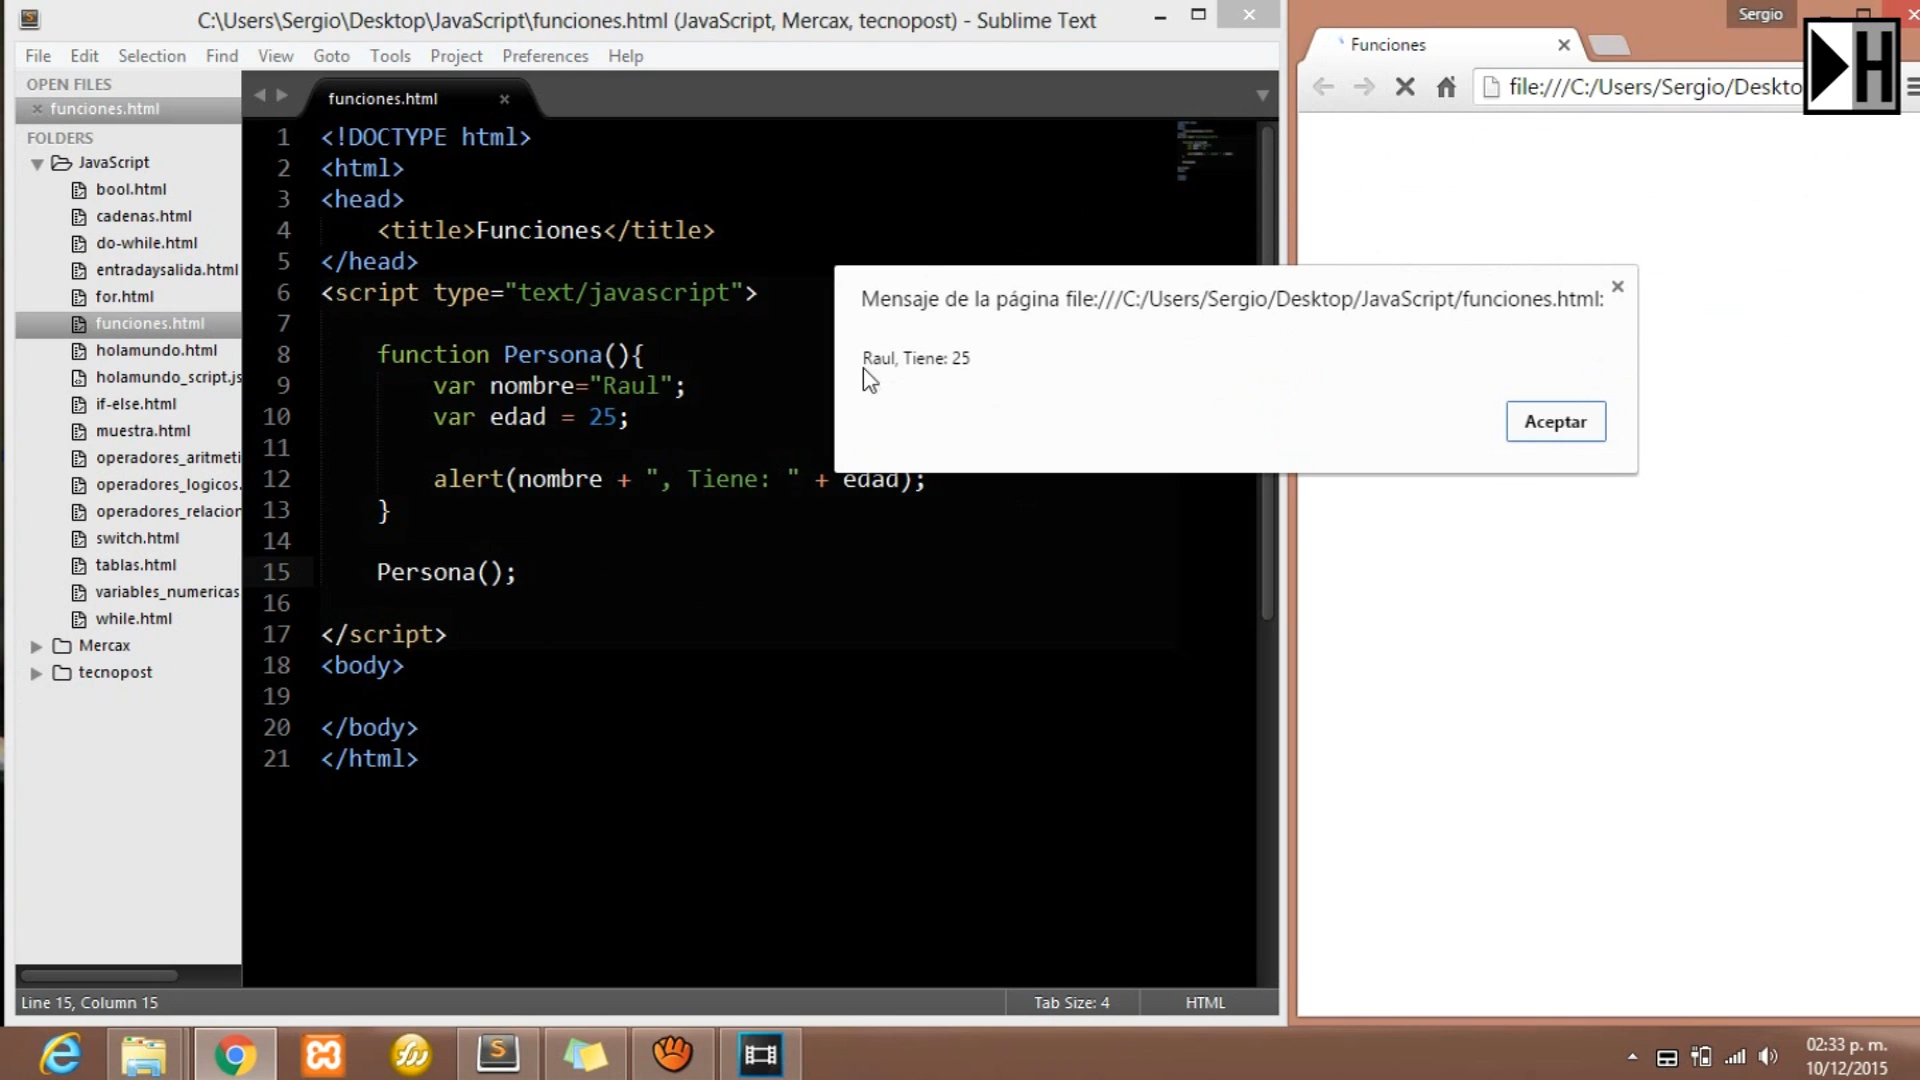 C:\Users\Sergio\Desktop\JavaScript\funciones.html (JavaScript, Mercax, tecnopost) - Sublime Text
File Edit Selection Find View Goto Tools Project Preferences Help
OPEN FILES
funciones.html
FOLDERS
JavaScript
bool.html
cadenas.html
do-while.html
entradaysalida.html
for.html
funciones.html
holamundo.html
holamundo_script.js
if-else.html
muestra.html
operadores_aritmeti
operadores_logicos.
operadores_relacion
switch.html
tablas.html
variables_numericas
while.html
Mercax
tecnopost
funciones.html
1 <!DOCTYPE html>
2 <html>
3 <head>
4 <title>Funciones</title>
5 </head>
6 <script type="text/javascript">
7
8 function Persona(){
9 var nombre="Raul";
10 var edad = 25;
11
12 alert(nombre + ", Tiene: " + edad);
13 }
14
15 Persona();
16
17 </script>
18 <body>
19
20 </body>
21 </html>
Line 15, Column 15
Tab Size: 4
HTML
Sergio
Funciones
file:///C:/Users/Sergio/Deskto
H
Mensaje de la página file:///C:/Users/Sergio/Desktop/JavaScript/funciones.html:
Raul, Tiene: 25
Aceptar
02:33 p. m.
10/12/2015